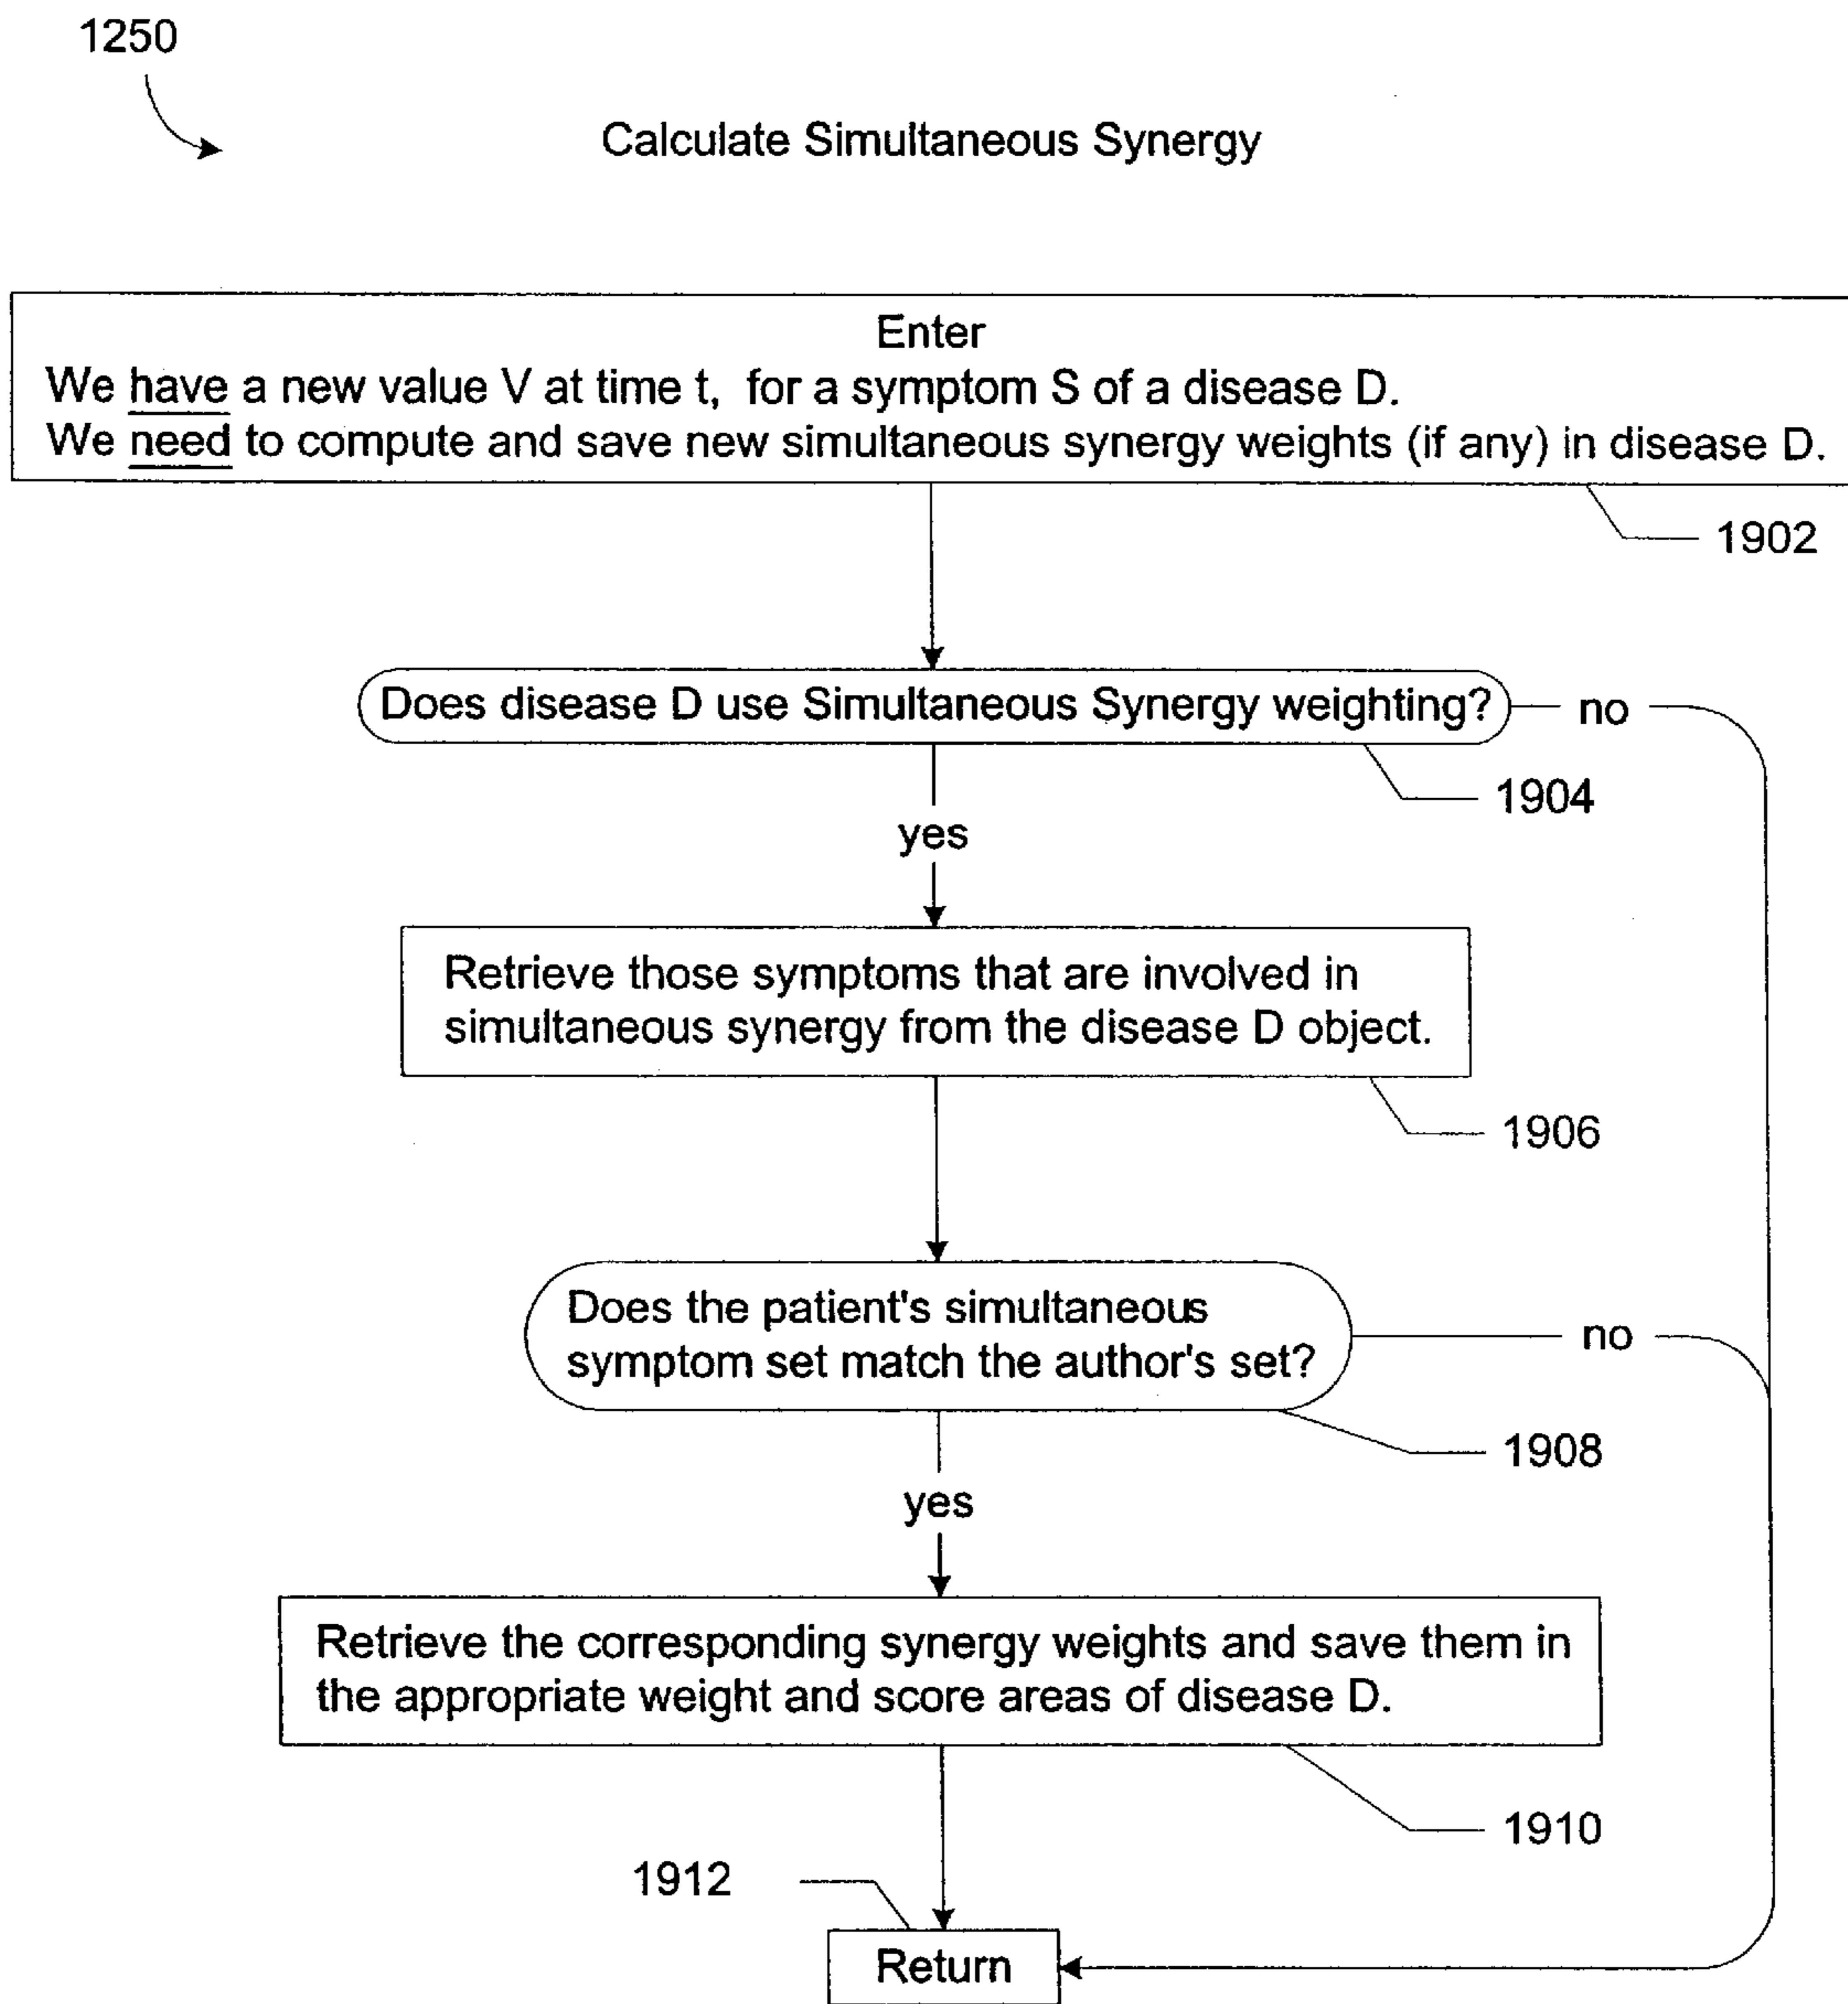 1250
Calculate Simultaneous Synergy
Enter
We have a new value V at time t, for a symptom S of a disease D.
We need to compute and save new simultaneous synergy weights (if any) in disease D.
1902
Does disease D use Simultaneous Synergy weighting?
no
1904
yes
Retrieve those symptoms that are involved in
simultaneous synergy from the disease D object.
1906
Does the patient's simultaneous
symptom set match the author's set?
no
1908
yes
Retrieve the corresponding synergy weights and save them in
the appropriate weight and score areas of disease D.
1910
1912
Return